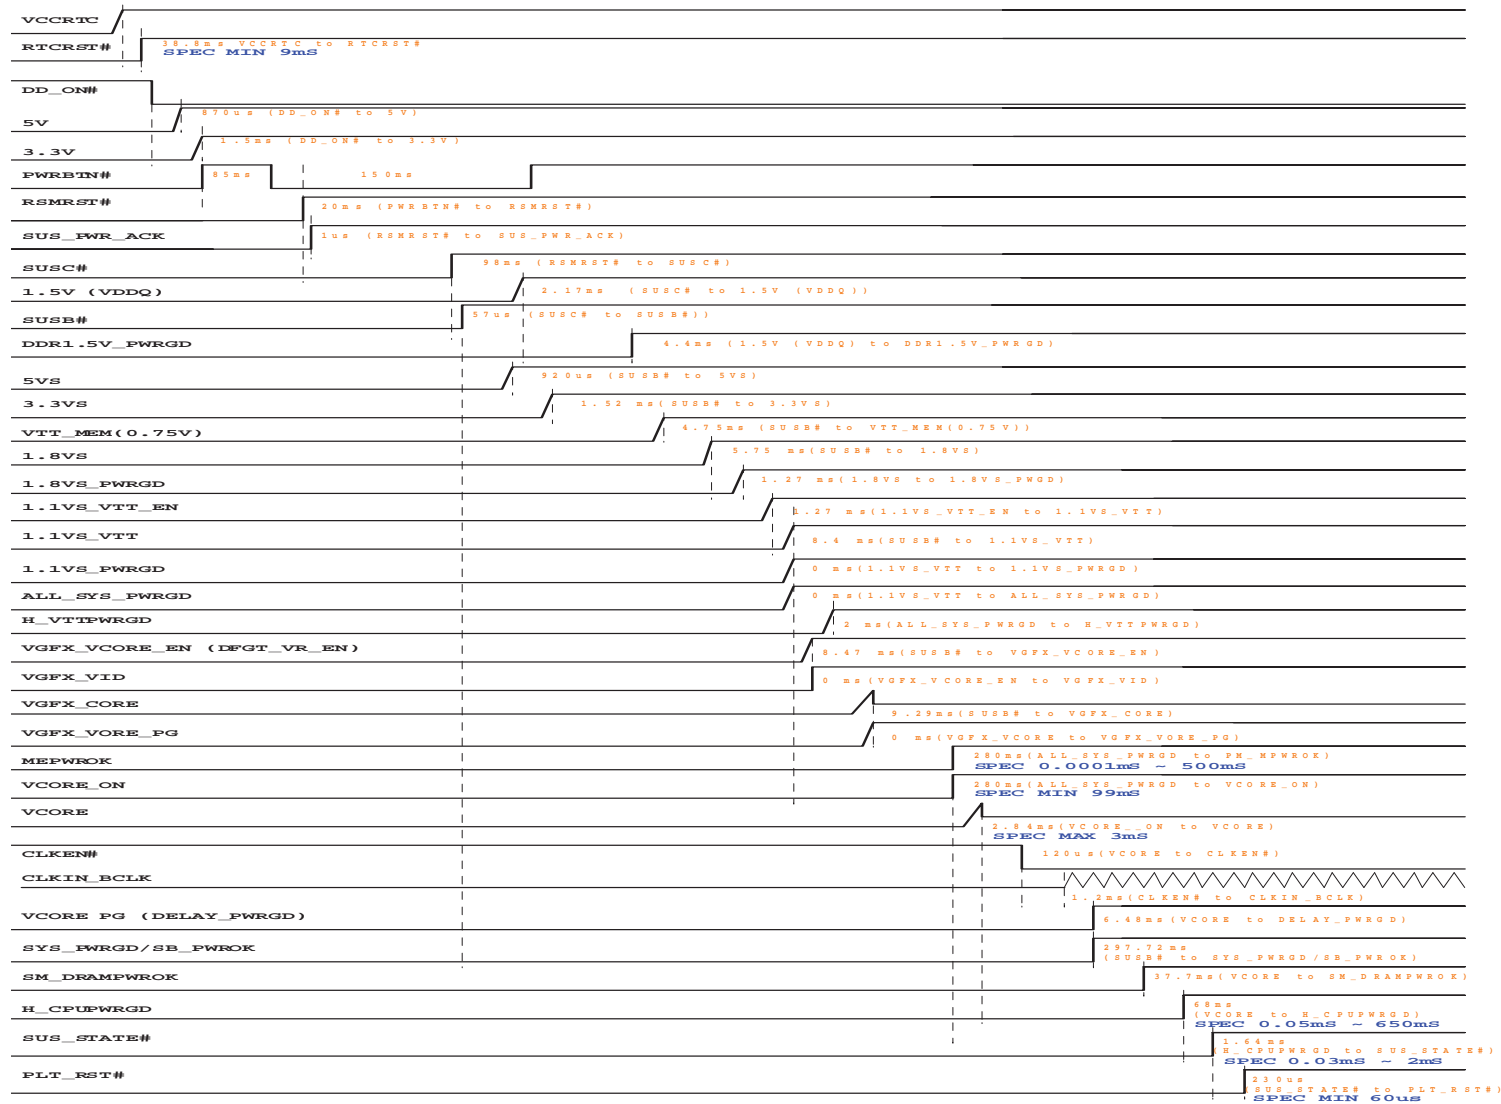 VCCRTC
RTCRST#
38.8ms VCCRTC to RTCRST#
SPEC MIN 9mS
DD_ON#
5V
870us (DD_ON# to 5V)
3.3V
1.5ms (DD_ON# to 3.3V)
PWRBTN#
85ms 150ms
RSMRST#
20ms (PWRBTN# to RSMRST#)
SUS_PWR_ACK
1us (RSMRST# to SUS_PWR_ACK)
SUSC#
98ms (RSMRST# to SUSC#)
1.5V (VDDQ)
2.17ms (SUSC# to 1.5V (VDDQ))
SUSB#
57us (SUSC# to SUSB#))
DDR1.5V_PWRGD
4.4ms (1.5V (VDDQ) to DDR1.5V_PWRGD)
5VS
920us (SUSB# to 5VS)
3.3VS
1.52 ms(SUSB# to 3.3VS)
VTT_MEM(0.75V)
4.75ms (SUSB# to VTT_MEM(0.75V))
1.8VS
5.75 ms(SUSB# to 1.8VS)
1.8VS_PWRGD
1.27 ms(1.8VS to 1.8VS_PWGD)
1.1VS_VTT_EN
1.27 ms(1.1VS_VTT_EN to 1.1VS_VTT)
1.1VS_VTT
8.4 ms(SUSB# to 1.1VS_VTT)
1.1VS_PWRGD
0 ms(1.1VS_VTT to 1.1VS_PWRGD)
ALL_SYS_PWRGD
0 ms(1.1VS_VTT to ALL_SYS_PWRGD)
H_VTTPWRGD
2 ms(ALL_SYS_PWRGD to H_VTTPWRGD)
VGFX_VCORE_EN (DFGT_VR_EN)
8.47 ms(SUSB# to VGFX_VCORE_EN)
VGFX_VID
0 ms(VGFX_VCORE_EN to VGFX_VID)
VGFX_CORE
9.29ms(SUSB# to VGFX_CORE)
VGFX_VORE_PG
0 ms(VGFX_VCORE to VGFX_VORE_PG)
MEPWROK
280ms(ALL_SYS_PWRGD to PM_MPWROK)
SPEC 0.0001mS ~ 500mS
VCORE_ON
280ms(ALL_SYS_PWRGD to VCORE_ON)
SPEC MIN 99mS
VCORE
2.84ms(VCORE__ON to VCORE)
SPEC MAX 3mS
CLKEN#
120us(VCORE to CLKEN#)
CLKIN_BCLK
1.2ms(CLKEN# to CLKIN_BCLK)
VCORE PG (DELAY_PWRGD)
6.48ms(VCORE to DELAY_PWRGD)
SYS_PWRGD/SB_PWROK
297.72ms
(SUSB# to SYS_PWRGD/SB_PWROK)
SM_DRAMPWROK
37.7ms(VCORE to SM_DRAMPWROK)
H_CPUPWRGD
68ms
(VCORE to H_CPUPWRGD)
SPEC 0.05mS ~ 650mS
SUS_STATE#
1.64ms
(H_CPUPWRGD to SUS_STATE#)
SPEC 0.03mS ~ 2mS
PLT_RST#
230us
(SUS_STATE# to PLT_RST#)
SPEC MIN 60us